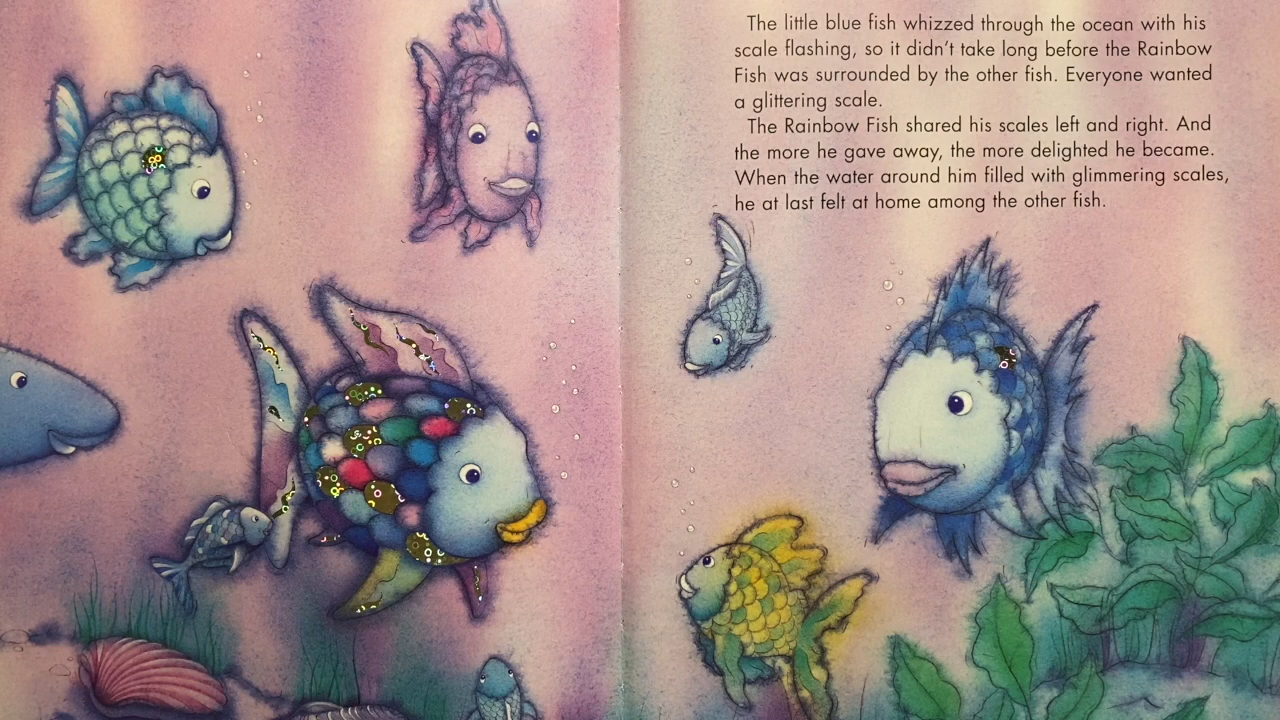 The little blue fish whizzed through the ocean with his
scale flashing, so it didn't take long before the Rainbow
Fish was surrounded by the other fish. Everyone wanted
a glittering scale.
The Rainbow Fish shared his scales left and right. And
the more he gave away, the more delighted he became.
When the water around him filled with glimmering scales,
he at last felt at home among the other fish.